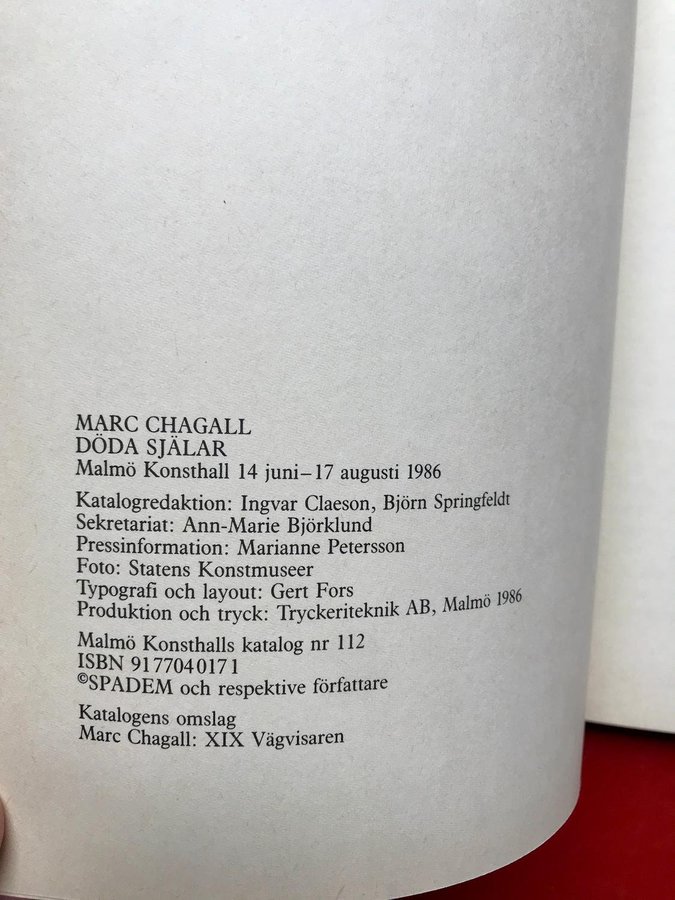 MARC CHAGALL
DÖDA SJÄLAR
Malmö Konsthall 14 juni–17 augusti 1986
Katalogredaktion: Ingvar Claeson, Björn Springfeldt
Sekretariat: Ann-Marie Björklund
Pressinformation: Marianne Petersson
Foto: Statens Konstmuseer
Typografi och layout: Gert Fors
Produktion och tryck: Tryckeriteknik AB, Malmö 1986
Malmö Konsthalls katalog nr 112
ISBN 9177040171
©SPADEM och respektive författare
Katalogens omslag
Marc Chagall: XIX Vägvisaren